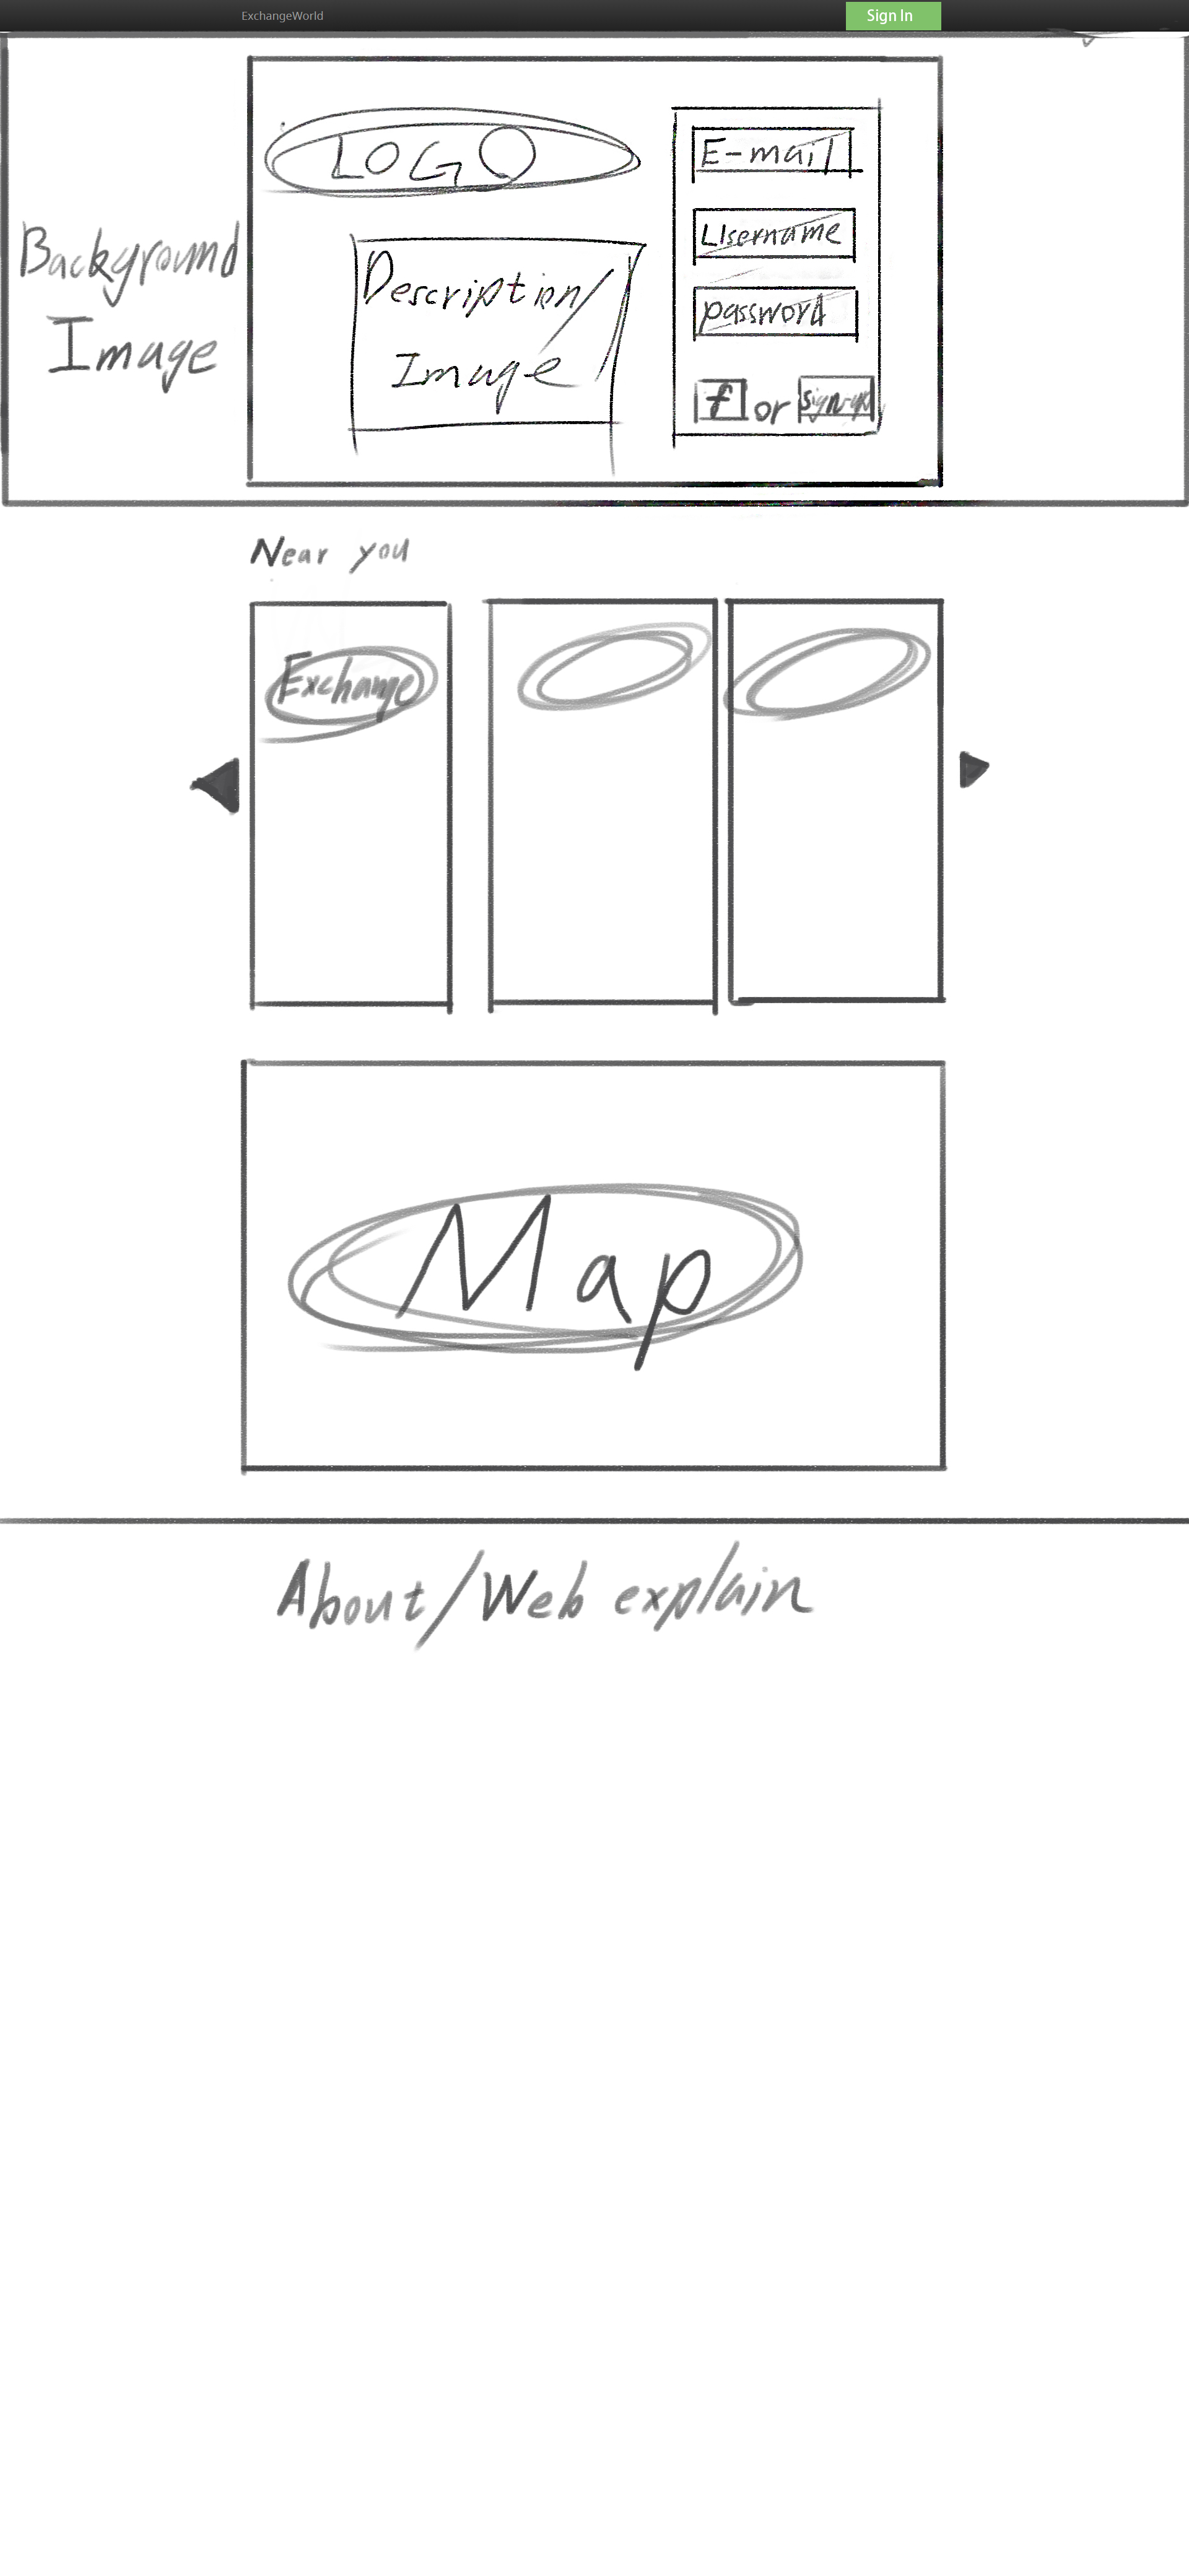 ExchangeWorld
Sign In
LOGO
Background
Image
Description/
Image
E-mail
Username
password
f or sign-up
Near you
Exchange
Map
About/Web explain